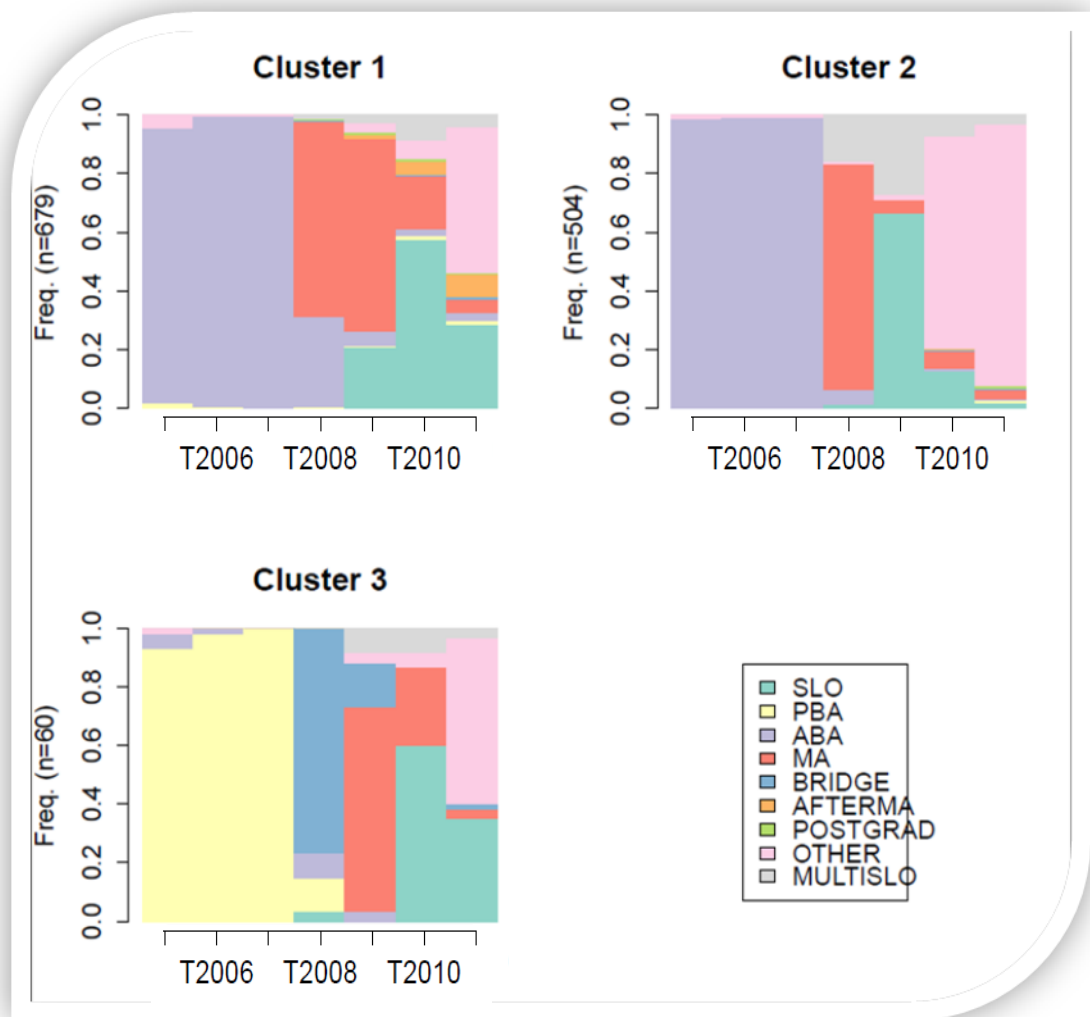 Cluster 1
Freq. (n=679)
0.0 0.2 0.4 0.6 0.8 1.0
T2006 T2008 T2010
Cluster 2
Freq. (n=504)
0.0 0.2 0.4 0.6 0.8 1.0
T2006 T2008 T2010
Cluster 3
Freq. (n=60)
0.0 0.2 0.4 0.6 0.8 1.0
T2006 T2008 T2010
SLO
PBA
ABA
MA
BRIDGE
AFTERMA
POSTGRAD
OTHER
MULTISLO